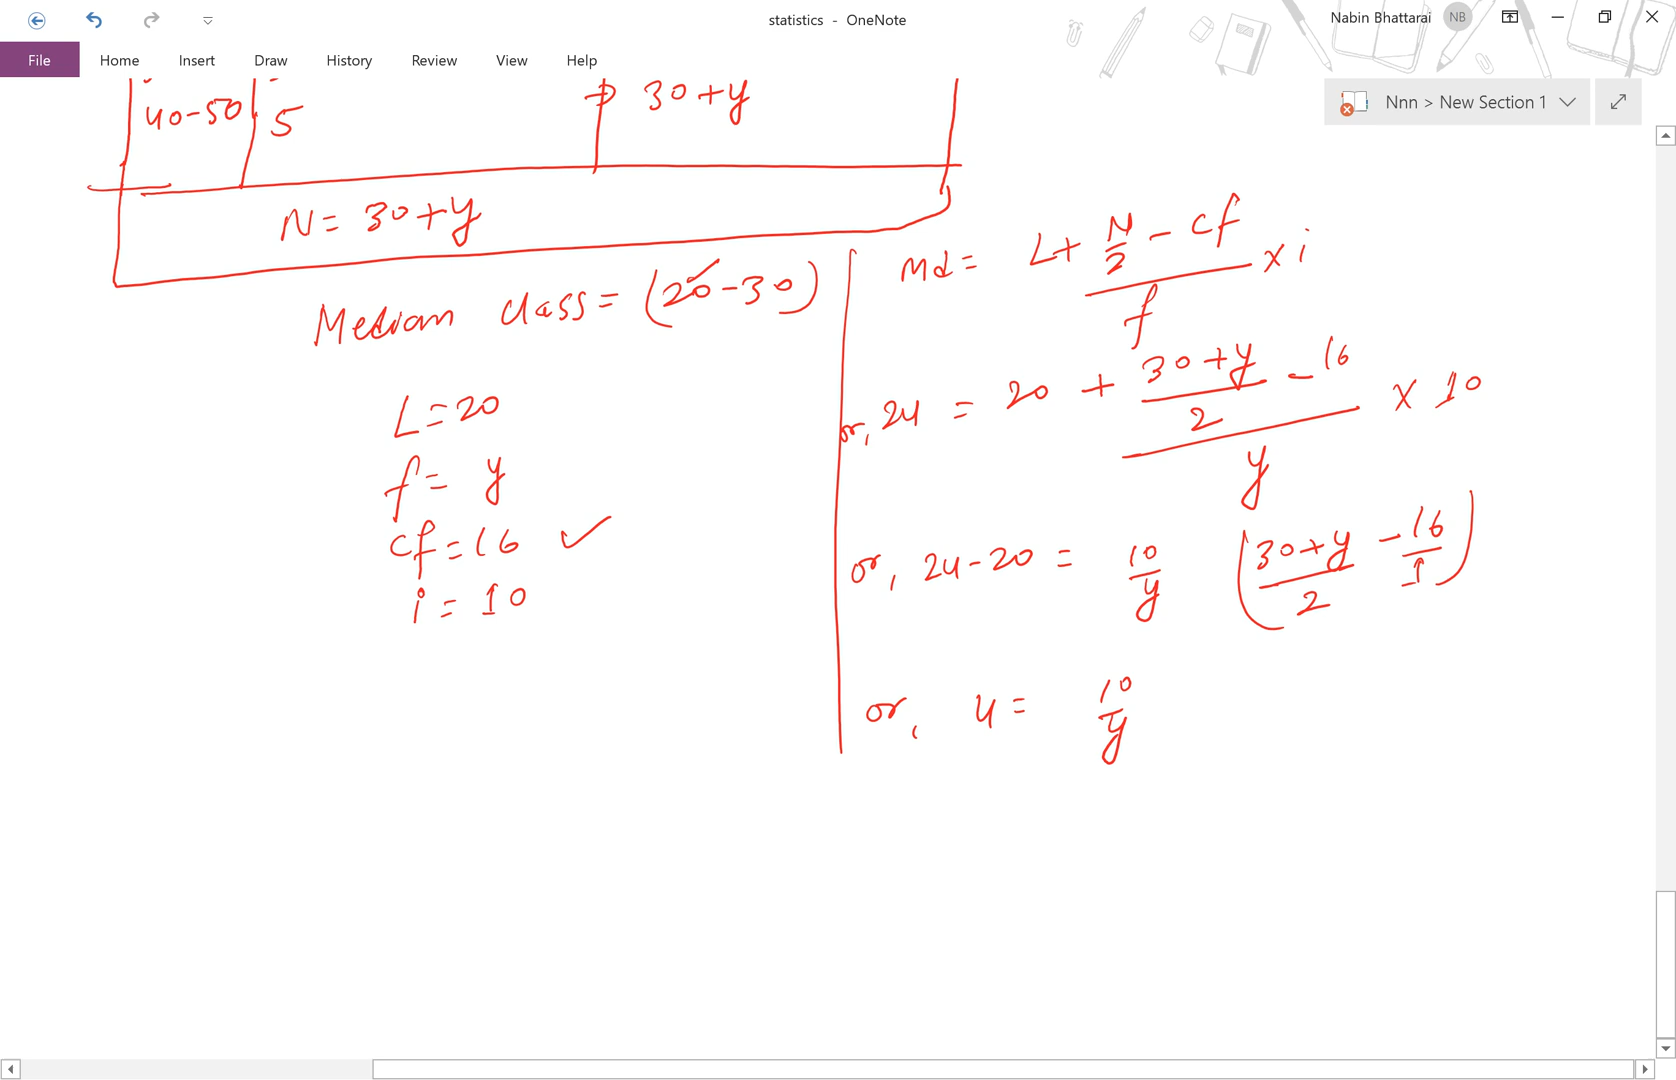 statistics - OneNote
Nabin Bhattarai NB
File Home Insert Draw History Review View Help
Nnn > New Section 1
40-50 5 30+y
N = 30+y
Median class = (20-30)
L = 20
f = y
cf = 16 ✓
i = 10
Md = L + (N/2 - cf)/f × i
or, 24 = 20 + ((30+y)/2 - 16)/y × 10
or, 24-20 = 10/y ((30+y)/2 - 16/1)
or, 4 = 10/y